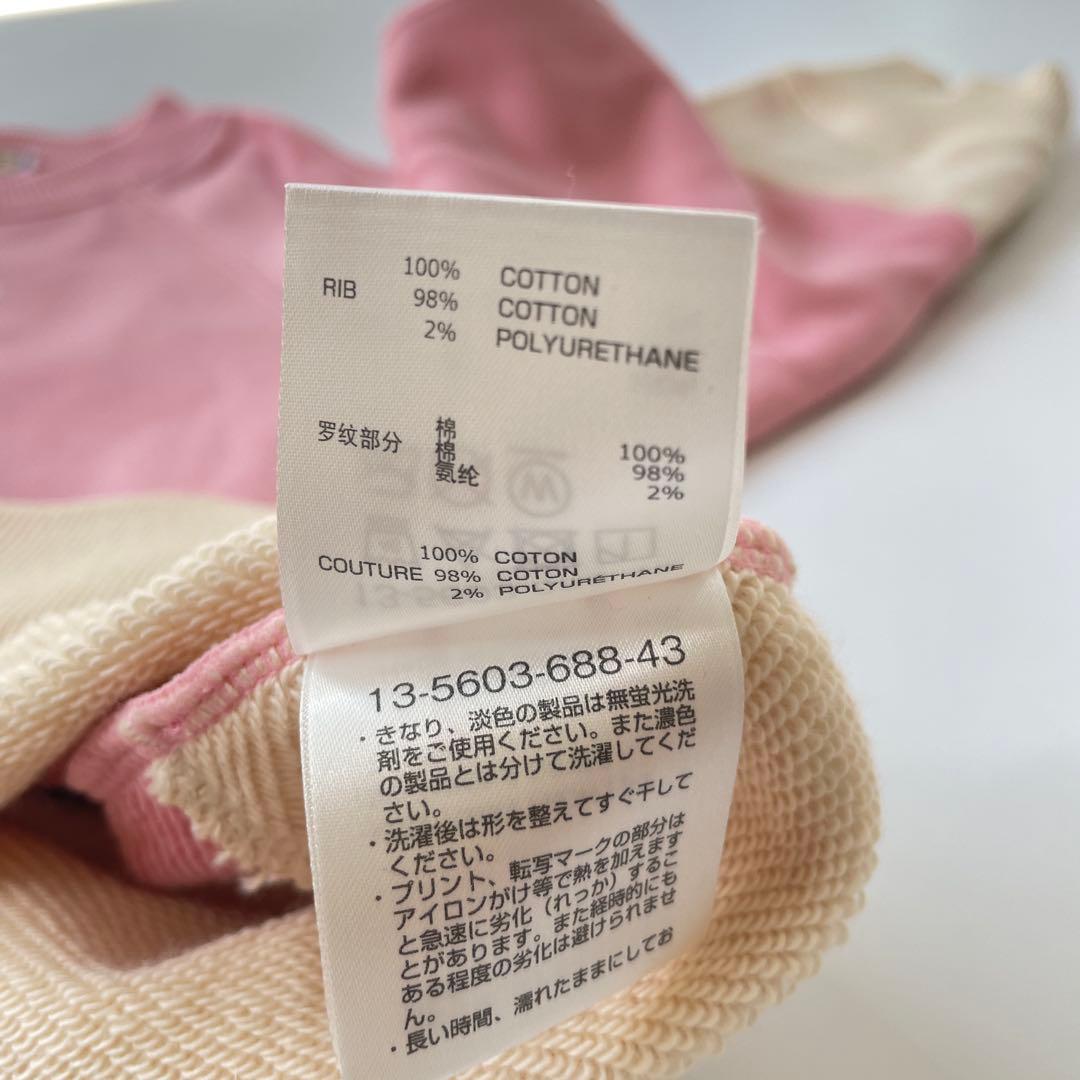 100% COTTON
RIB 98% COTTON
2% POLYURETHANE
罗纹部分 棉 100%
棉 98%
氨纶 2%
100% COTON
COUTURE 98% COTON
2% POLYURÉTHANE
13-5603-688-43
・きなり、淡色の製品は無蛍光洗
剤をご使用ください。また濃色
の製品とは分けて洗濯してくだ
さい。
・洗濯後は形を整えてすぐ干して
ください。
・プリント、転写マークの部分は
アイロンがけ等で熱を加えます
と急速に劣化(れっか)するこ
とがあります。また経時的にも
ある程度の劣化は避けられませ
ん。
・長い時間、濡れたままにしてお